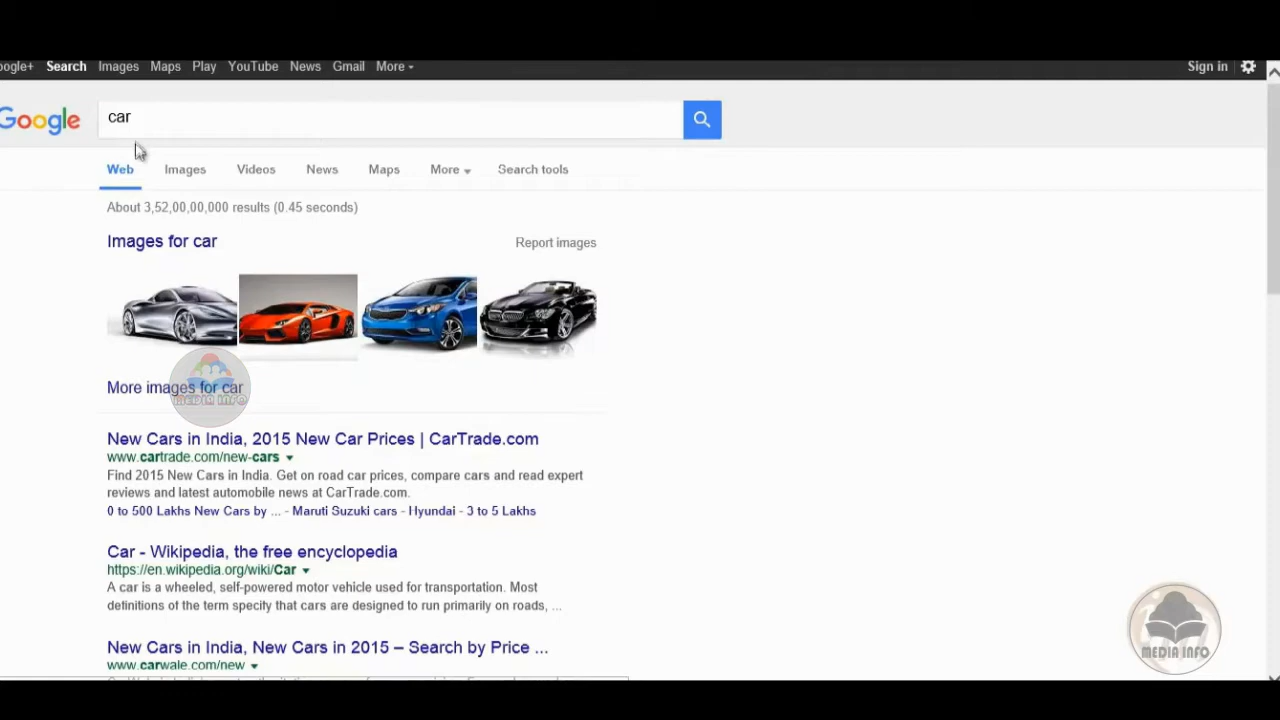 oogle+ Search Images Maps Play YouTube News Gmail More Sign in
Google car
Web Images Videos News Maps More Search tools
About 3,52,00,00,000 results (0.45 seconds)
Images for car Report images
More images for car
MEDIA INFO
New Cars in India, 2015 New Car Prices | CarTrade.com
www.cartrade.com/new-cars
Find 2015 New Cars in India. Get on road car prices, compare cars and read expert
reviews and latest automobile news at CarTrade.com.
0 to 500 Lakhs New Cars by ... - Maruti Suzuki cars - Hyundai - 3 to 5 Lakhs
Car - Wikipedia, the free encyclopedia
https://en.wikipedia.org/wiki/Car
A car is a wheeled, self-powered motor vehicle used for transportation. Most
definitions of the term specify that cars are designed to run primarily on roads, ...
New Cars in India, New Cars in 2015 – Search by Price ...
www.carwale.com/new
MEDIA INFO